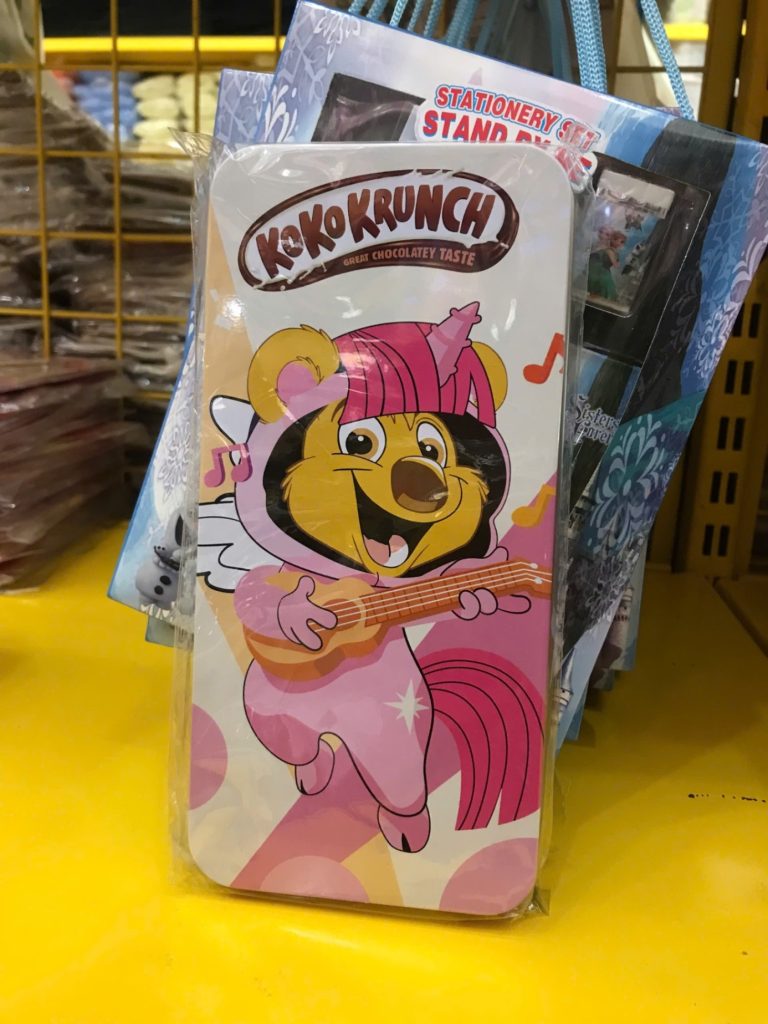 STATIONERY SET
STAND BY
KOKO KRUNCH
GREAT CHOCOLATEY TASTE
Sisters